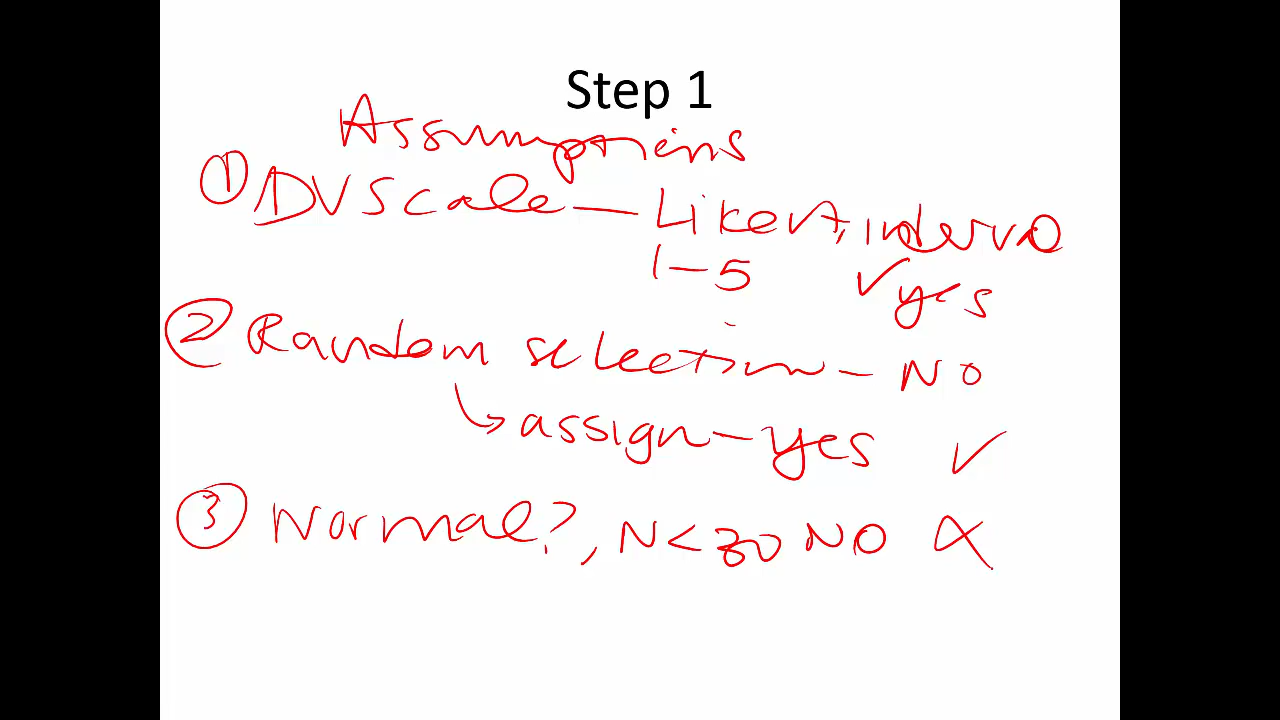 Step 1
Assumptions
① DV Scale — Likert, interval
1-5 ✓ yes
② Random selection - No
↳ assign - yes ✓
③ Normal?, N<30 NO X